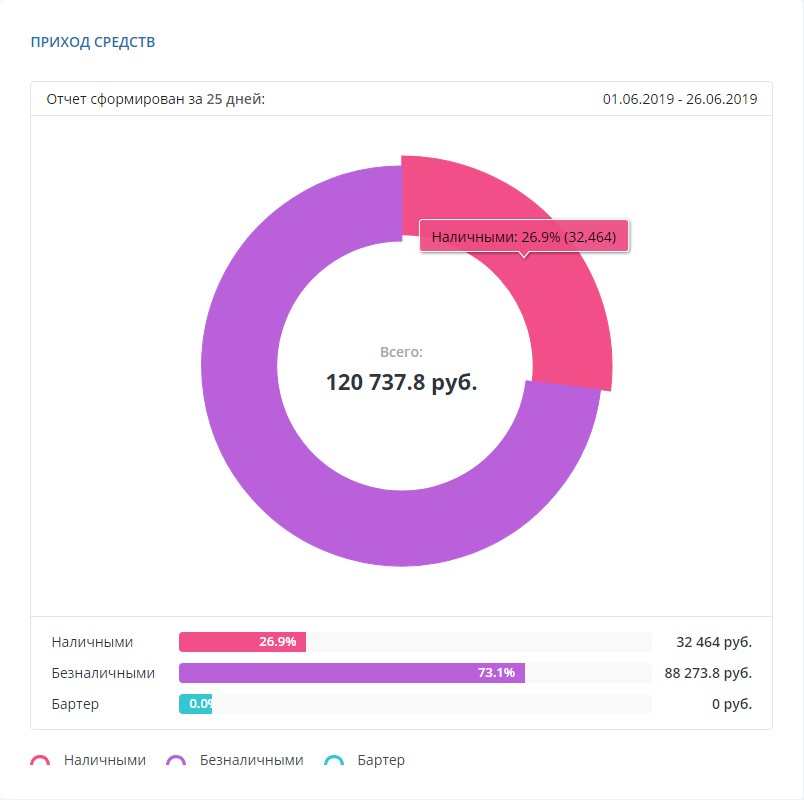 ПРИХОД СРЕДСТВ
Отчет сформирован за 25 дней: 01.06.2019 - 26.06.2019
Наличными: 26.9% (32,464)
Всего:
120 737.8 руб.
Наличными 26.9% 32 464 руб.
Безналичными 73.1% 88 273.8 руб.
Бартер 0.0% 0 руб.
Наличными Безналичными Бартер